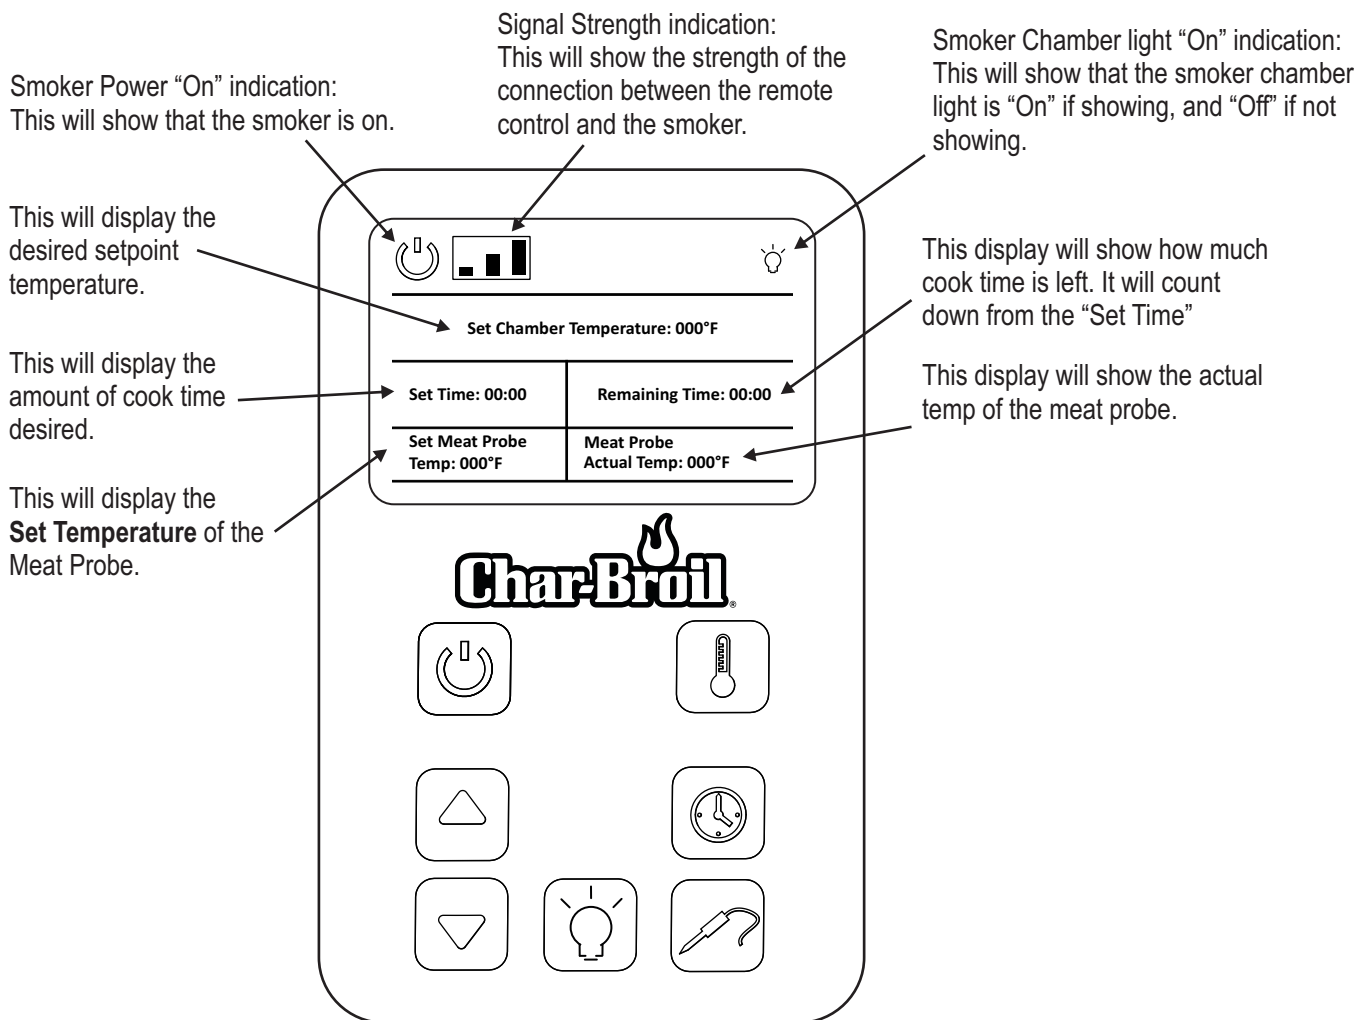 Signal Strength indication:
This will show the strength of the
connection between the remote
control and the smoker.
Smoker Chamber light “On” indication:
This will show that the smoker chamber
light is “On” if showing, and “Off” if not
showing.
Smoker Power “On” indication:
This will show that the smoker is on.
This will display the
desired setpoint
temperature.
This display will show how much
cook time is left. It will count
down from the “Set Time”
Set Chamber Temperature: 000°F
This will display the
amount of cook time
desired.
Set Time: 00:00
Remaining Time: 00:00
This display will show the actual
temp of the meat probe.
Set Meat Probe
Temp: 000°F
Meat Probe
Actual Temp: 000°F
This will display the
Set Temperature of the
Meat Probe.
Char-Broil®